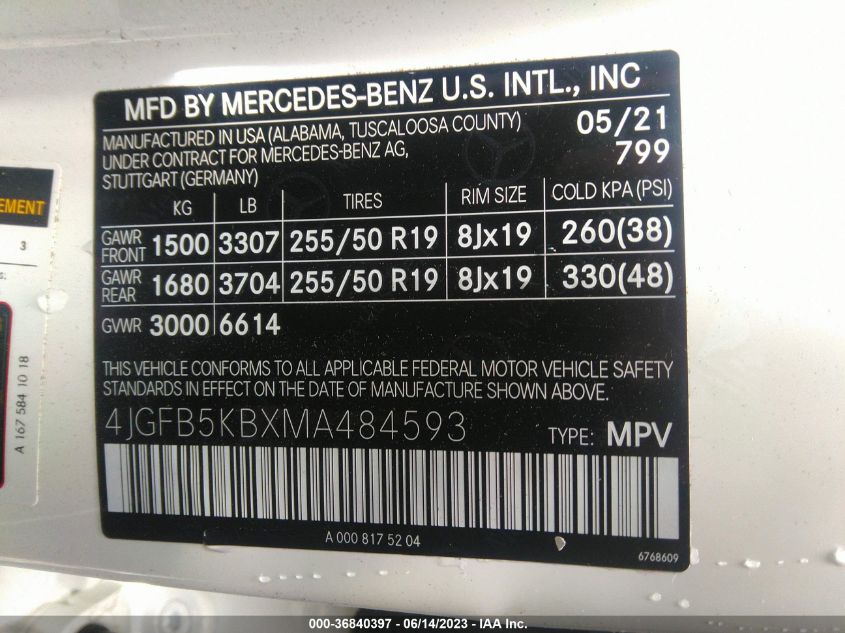 MFD BY MERCEDES-BENZ U.S. INTL., INC
MANUFACTURED IN USA (ALABAMA, TUSCALOOSA COUNTY) 05/21
UNDER CONTRACT FOR MERCEDES-BENZ AG, 799
STUTTGART (GERMANY)
KG LB TIRES RIM SIZE COLD KPA (PSI)
GAWR FRONT 1500 3307 255/50 R19 8Jx19 260(38)
GAWR REAR 1680 3704 255/50 R19 8Jx19 330(48)
GVWR 3000 6614
THIS VEHICLE CONFORMS TO ALL APPLICABLE FEDERAL MOTOR VEHICLE SAFETY
STANDARDS IN EFFECT ON THE DATE OF MANUFACTURE SHOWN ABOVE.
4JGFB5KBXMA484593 TYPE: MPV
A 000 817 52 04
6768609
EMENT
3
A 167 584 10 18
000-36840397 - 06/14/2023 - © IAA Inc.